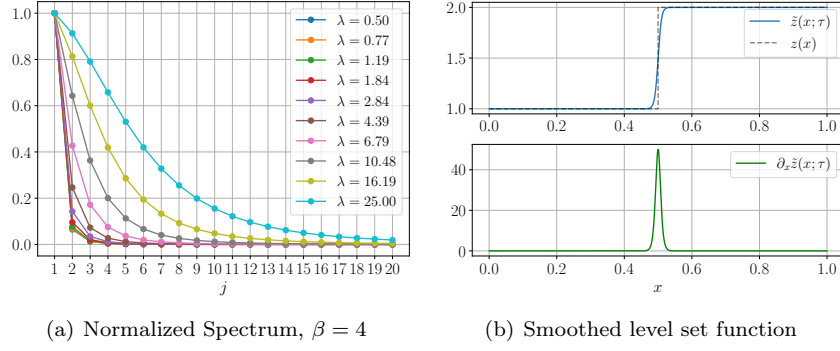 1.0
0.8
0.6
0.4
0.2
0.0
1 2 3 4 5 6 7 8 9 10 11 12 13 14 15 16 17 18 19 20
j
λ = 0.50
λ = 0.77
λ = 1.19
λ = 1.84
λ = 2.84
λ = 4.39
λ = 6.79
λ = 10.48
λ = 16.19
λ = 25.00
(a) Normalized Spectrum, β = 4
2.0
1.5
1.0
0.0 0.2 0.4 0.6 0.8 1.0
z̃(x; τ)
z(x)
40
20
0
0.0 0.2 0.4 0.6 0.8 1.0
∂ₓz̃(x; τ)
x
(b) Smoothed level set function